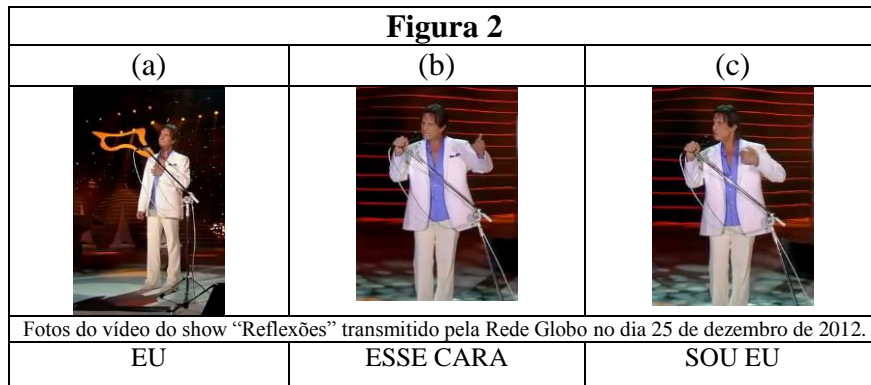 Figura 2
(a) (b) (c)
Fotos do vídeo do show “Reflexões” transmitido pela Rede Globo no dia 25 de dezembro de 2012.
EU ESSE CARA SOU EU